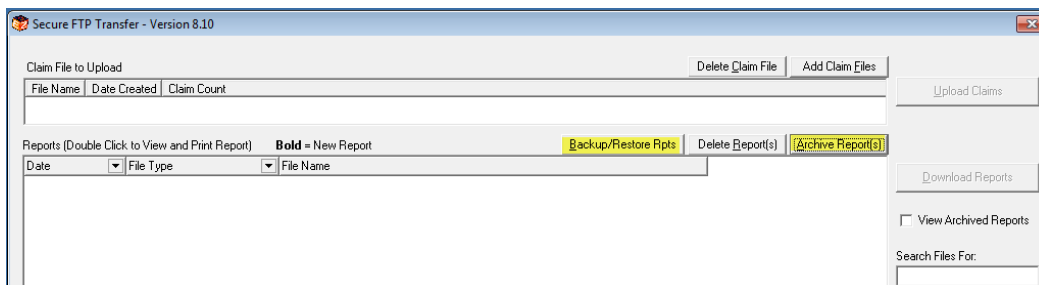 Secure FTP Transfer - Version 8.10
Claim File to Upload
Delete Claim File
Add Claim Files
File Name Date Created Claim Count
Upload Claims
Reports (Double Click to View and Print Report) Bold = New Report
Backup/Restore Rpts
Delete Report(s)
Archive Report(s)
Date File Type File Name
Download Reports
View Archived Reports
Search Files For: